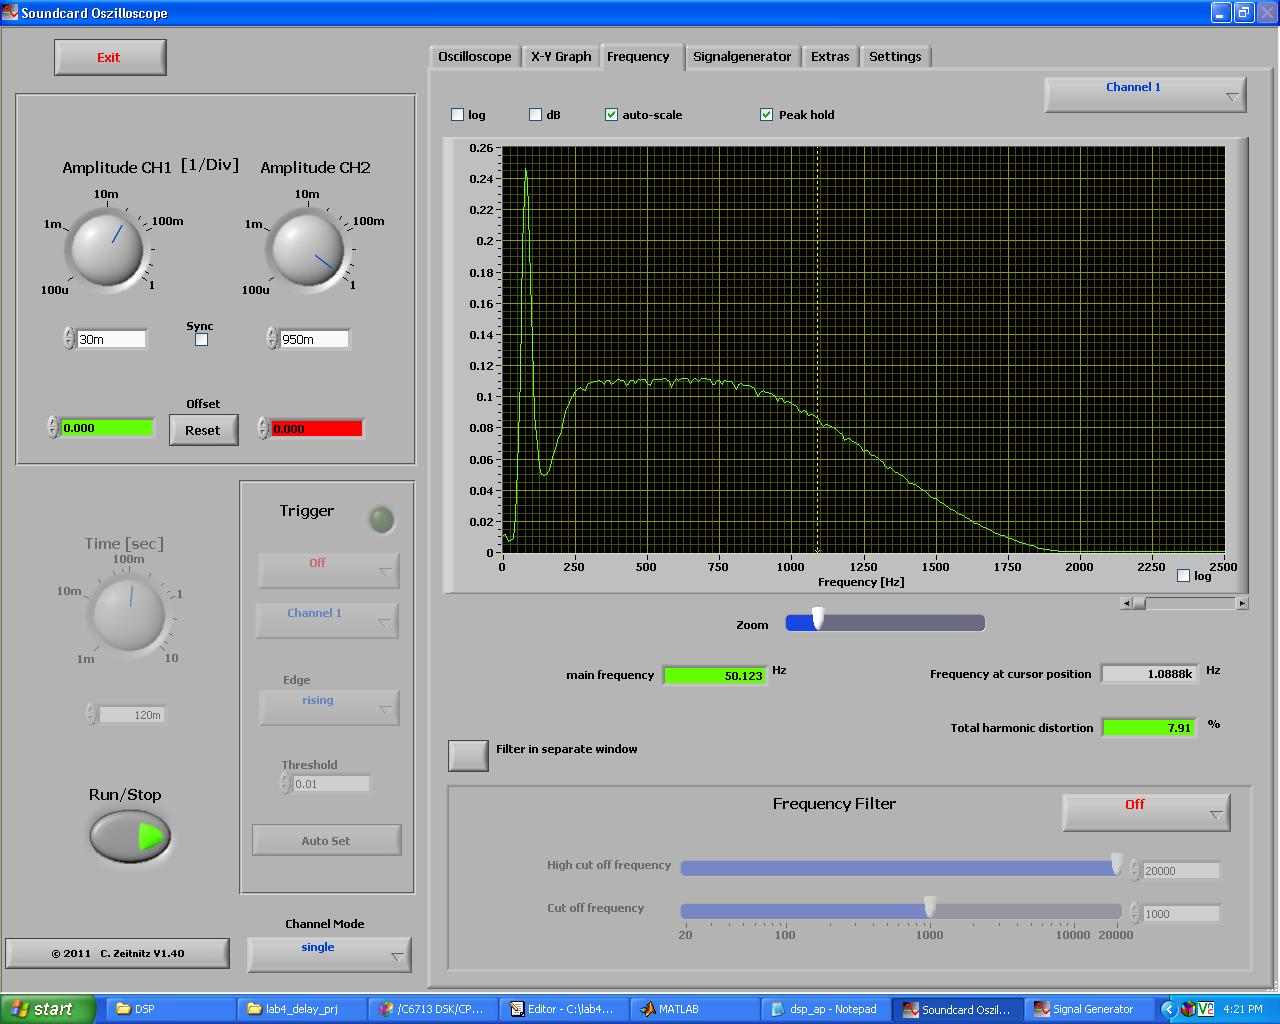 Soundcard Oszilloscope
Exit
Oscilloscope X-Y Graph Frequency Signalgenerator Extras Settings
Channel 1
log dB auto-scale Peak hold
Amplitude CH1 [1/Div] Amplitude CH2
10m 10m
1m 100m 1m 100m
100u 1 100u 1
Sync
30m 950m
Offset
0.000 Reset 0.000
0.26
0.24
0.22
0.2
0.18
0.16
0.14
0.12
0.1
0.08
0.06
0.04
0.02
0
0 250 500 750 1000 1250 1500 1750 2000 2250 2500
Frequency [Hz]
log
Zoom
main frequency 50.123 Hz
Frequency at cursor position 1.0888k Hz
Total harmonic distortion 7.91 %
Filter in separate window
Frequency Filter
Off
High cut off frequency 20000
Cut off frequency 1000
20 100 1000 10000 20000
Time [sec]
100m
10m 1
1m 10
120m
Run/Stop
Trigger
Off
Channel 1
Edge
rising
Threshold
0.01
Auto Set
Channel Mode
single
© 2011 C. Zeitnitz V1.40
start DSP lab4_delay_prj /C6713 DSK/CP... Editor - C:\lab4... MATLAB dsp_ap - Notepad Soundcard Oszil... Signal Generator 4:21 PM